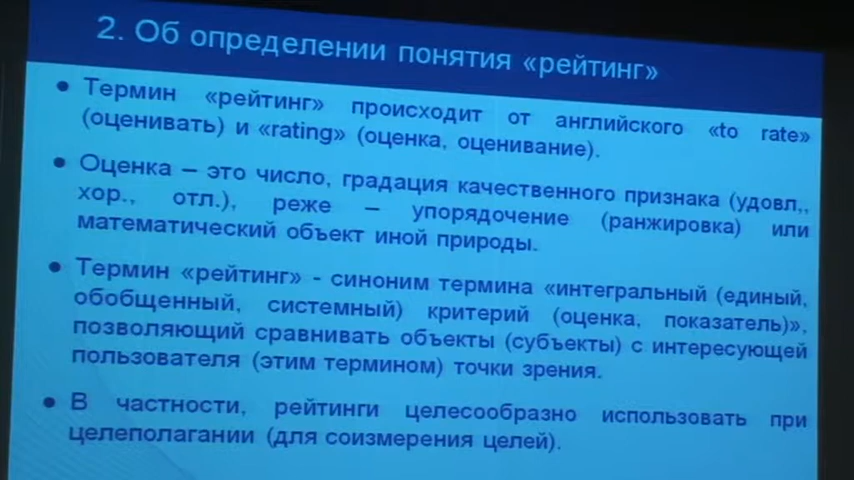 2. Об определении понятия «рейтинг»
• Термин «рейтинг» происходит от английского «to rate»
(оценивать) и «rating» (оценка, оценивание).
• Оценка – это число, градация качественного признака (удовл,,
хор., отл.), реже – упорядочение (ранжировка) или
математический объект иной природы.
• Термин «рейтинг» - синоним термина «интегральный (единый,
обобщенный, системный) критерий (оценка, показатель)»,
позволяющий сравнивать объекты (субъекты) с интересующей
пользователя (этим термином) точки зрения.
• В частности, рейтинги целесообразно использовать при
целеполагании (для соизмерения целей).